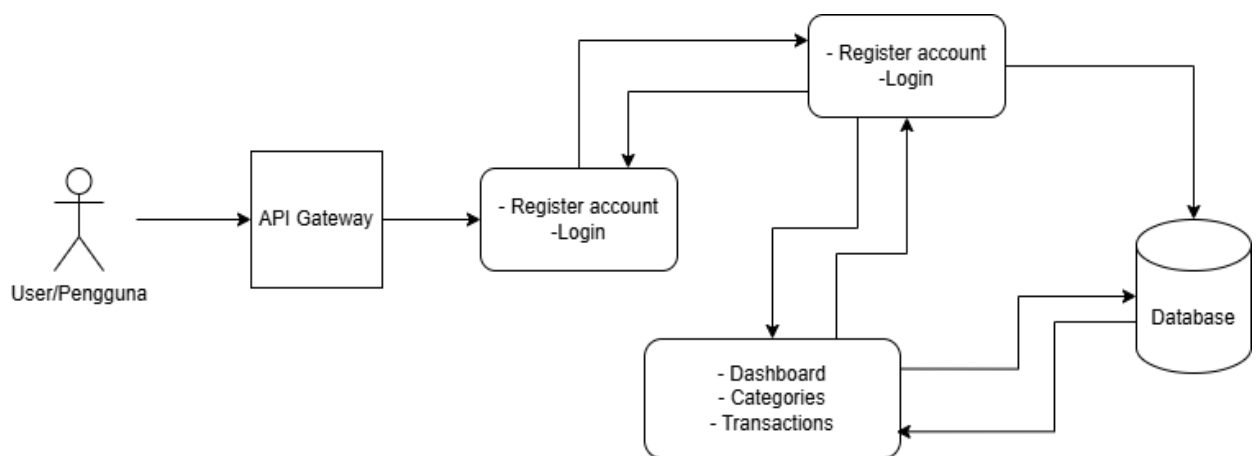 - Register account
-Login
- Register account
-Login
API Gateway
User/Pengguna
Database
- Dashboard
- Categories
- Transactions